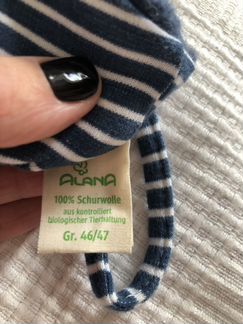 ALANA
100% Schurwolle
aus kontrolliert
biologischer Tierhaltung
Gr. 46/47